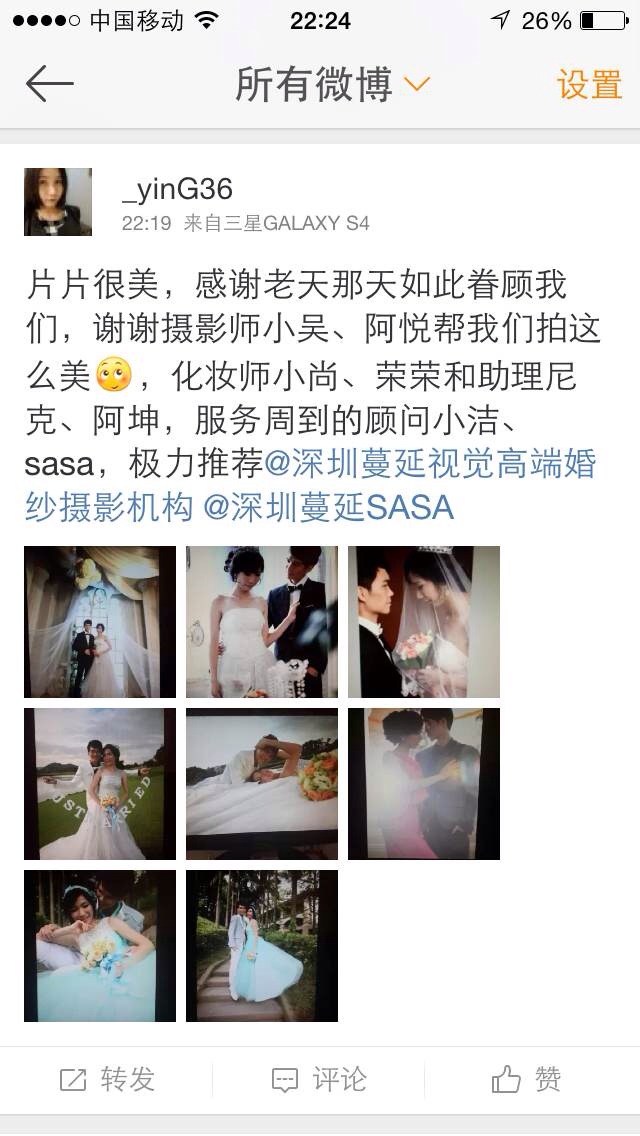 中国移动 22:24 26%
所有微博 设置
_yinG36
22:19 来自三星GALAXY S4
片片很美，感谢老天那天如此眷顾我
们，谢谢摄影师小吴、阿悦帮我们拍这
么美🙄，化妆师小尚、荣荣和助理尼
克、阿坤，服务周到的顾问小洁、
sasa，极力推荐@深圳蔓延视觉高端婚
纱摄影机构 @深圳蔓延SASA
转发 评论 赞